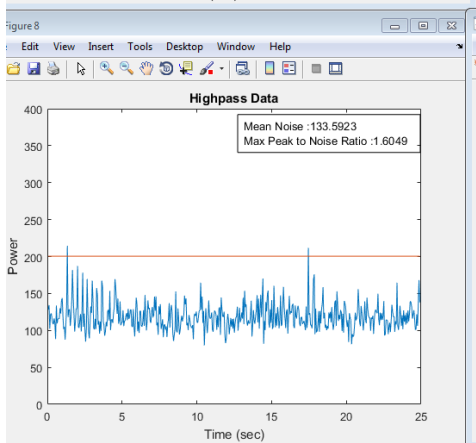 Figure 8
Edit View Insert Tools Desktop Window Help
Highpass Data
Mean Noise :133.5923
Max Peak to Noise Ratio :1.6049
400
350
300
250
200
150
100
50
0
Power
0 5 10 15 20 25
Time (sec)